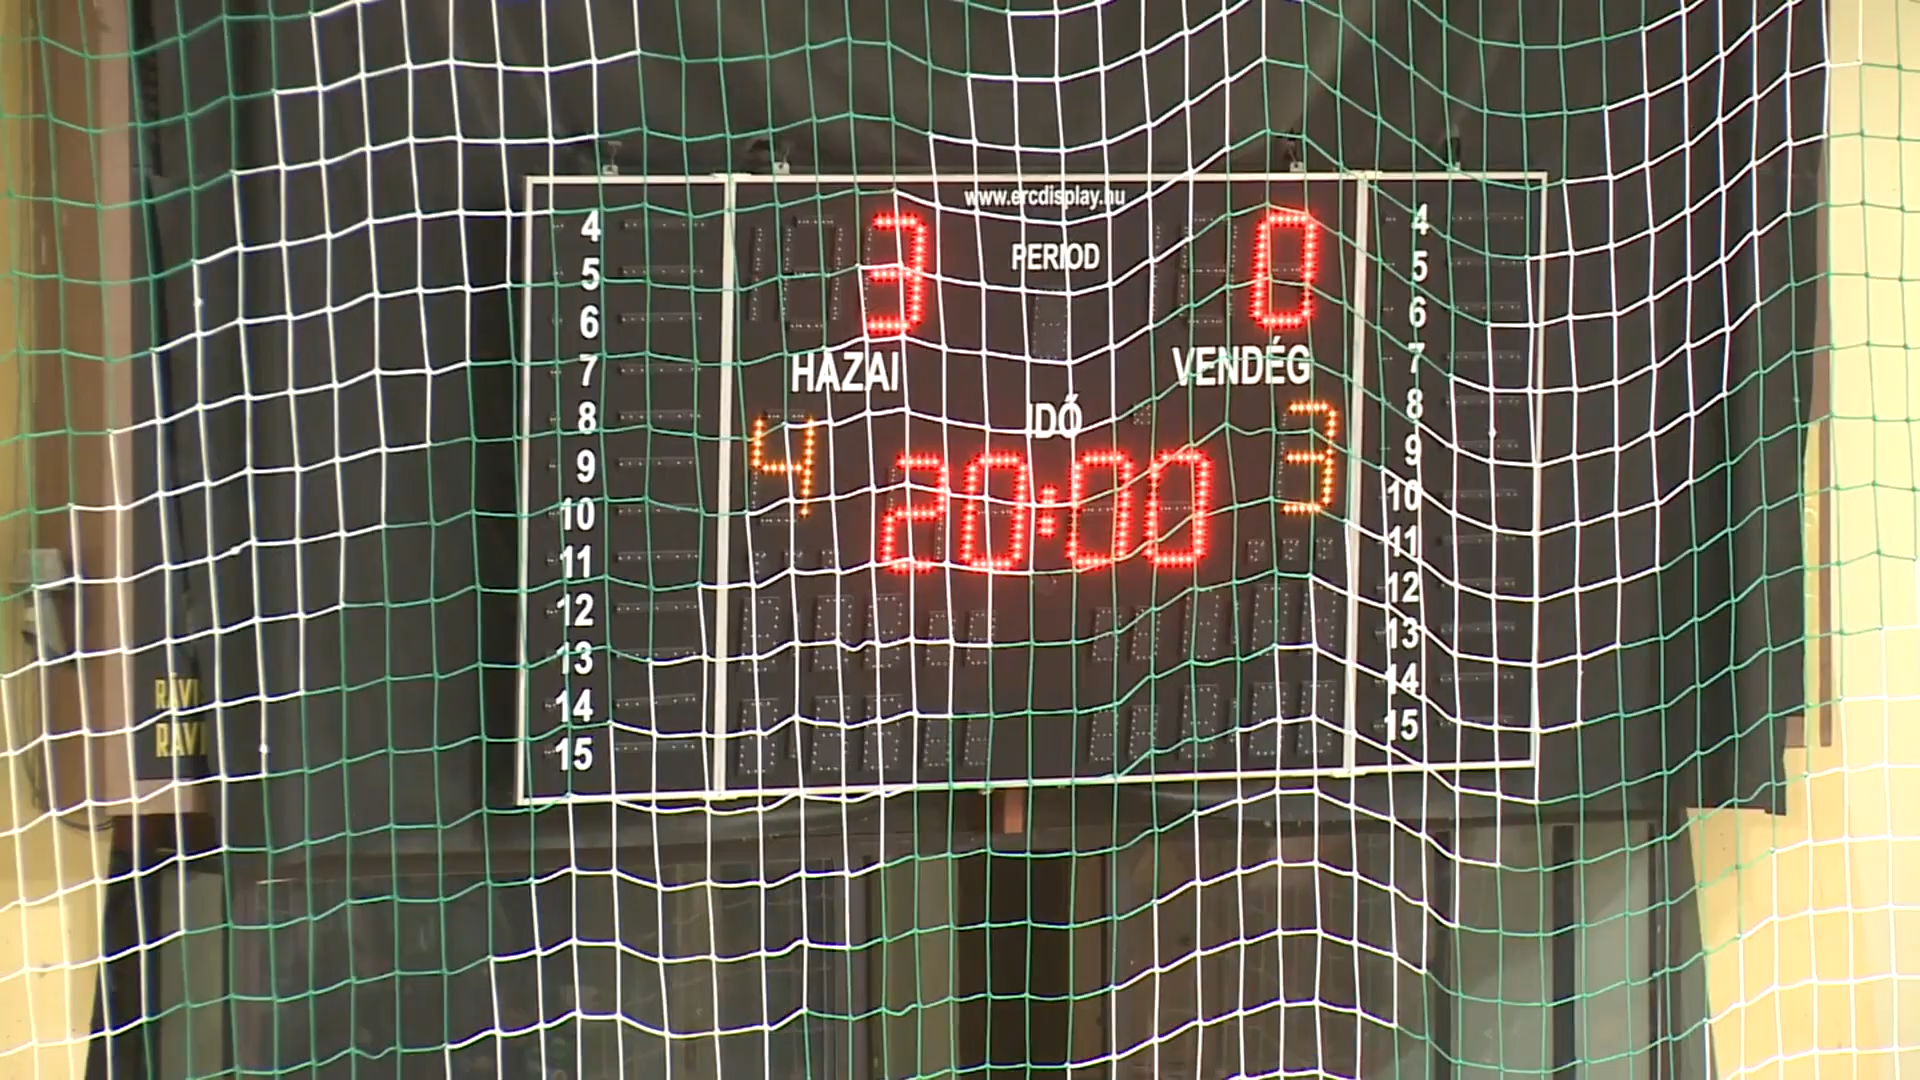 www.ercdisplay.hu
3 PERIOD 0
HAZAI VENDÉG
IDŐ
4 20:00 3
4 4
5 5
6 6
7 7
8 8
9 9
10 10
11 11
12 12
13 13
14 14
15 15